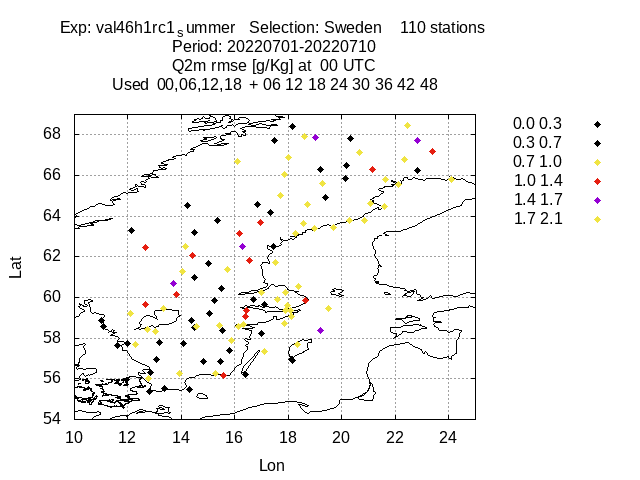 Exp: val46h1rc1summer Selection: Sweden 110 stations
Period: 20220701-20220710
Q2m rmse [g/Kg] at 00 UTC
Used 00,06,12,18 + 06 12 18 24 30 36 42 48
0.0 0.3
0.3 0.7
0.7 1.0
1.0 1.4
1.4 1.7
1.7 2.1
Lat
68
66
64
62
60
58
56
54
10 12 14 16 18 20 22 24
Lon